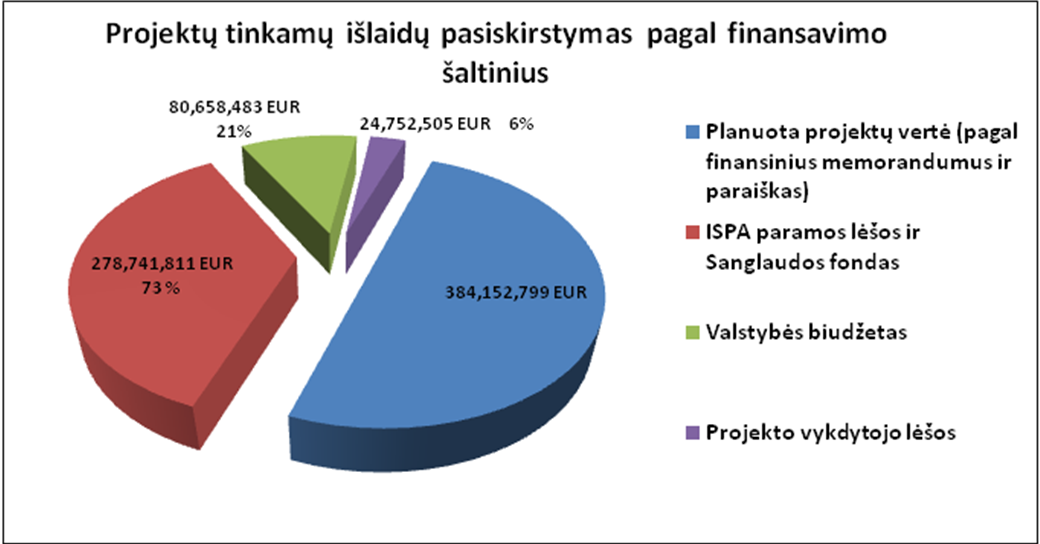 Projektų tinkamų išlaidų pasiskirstymas pagal finansavimo
šaltinius
80,658,483 EUR
21%
24,752,505 EUR 6%
278,741,811 EUR
73 %
384,152,799 EUR
Planuota projektų vertė (pagal
finansinius memorandumus ir
paraiškas)
ISPA paramos lėšos ir
Sanglaudos fondas
Valstybės biudžetas
Projekto vykdytojo lėšos